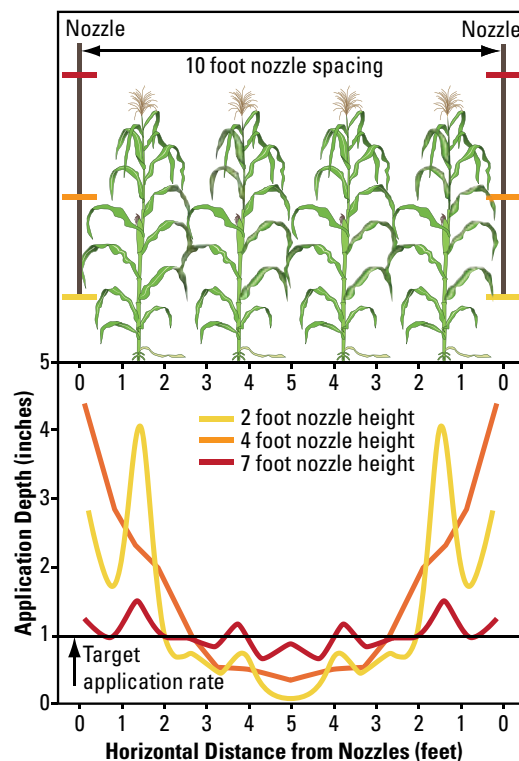 Nozzle Nozzle
10 foot nozzle spacing
0 1 2 3 4 5 4 3 2 1 0
5
4
3
2
1
0
Application Depth (inches)
2 foot nozzle height
4 foot nozzle height
7 foot nozzle height
Target
application rate
0 1 2 3 4 5 4 3 2 1 0
Horizontal Distance from Nozzles (feet)